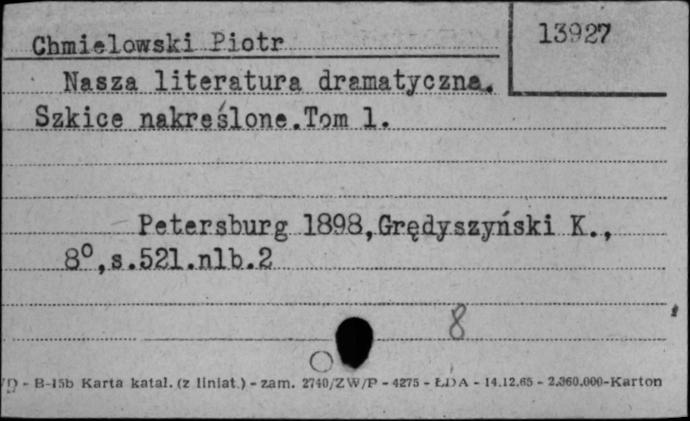 13927
Chmielowski Piotr
Nasza literatura dramatyczna.
Szkice nakreślone.Tom 1.
Petersburg 1898,Grędyszyński K.,
8⁰,s.521.nlb.2
8
- B-15b Karta katal. (z liniat.) - zam. 2740/ZW/P - 4275 - ŁDA - 14.12.65 - 2.360.000-Karton